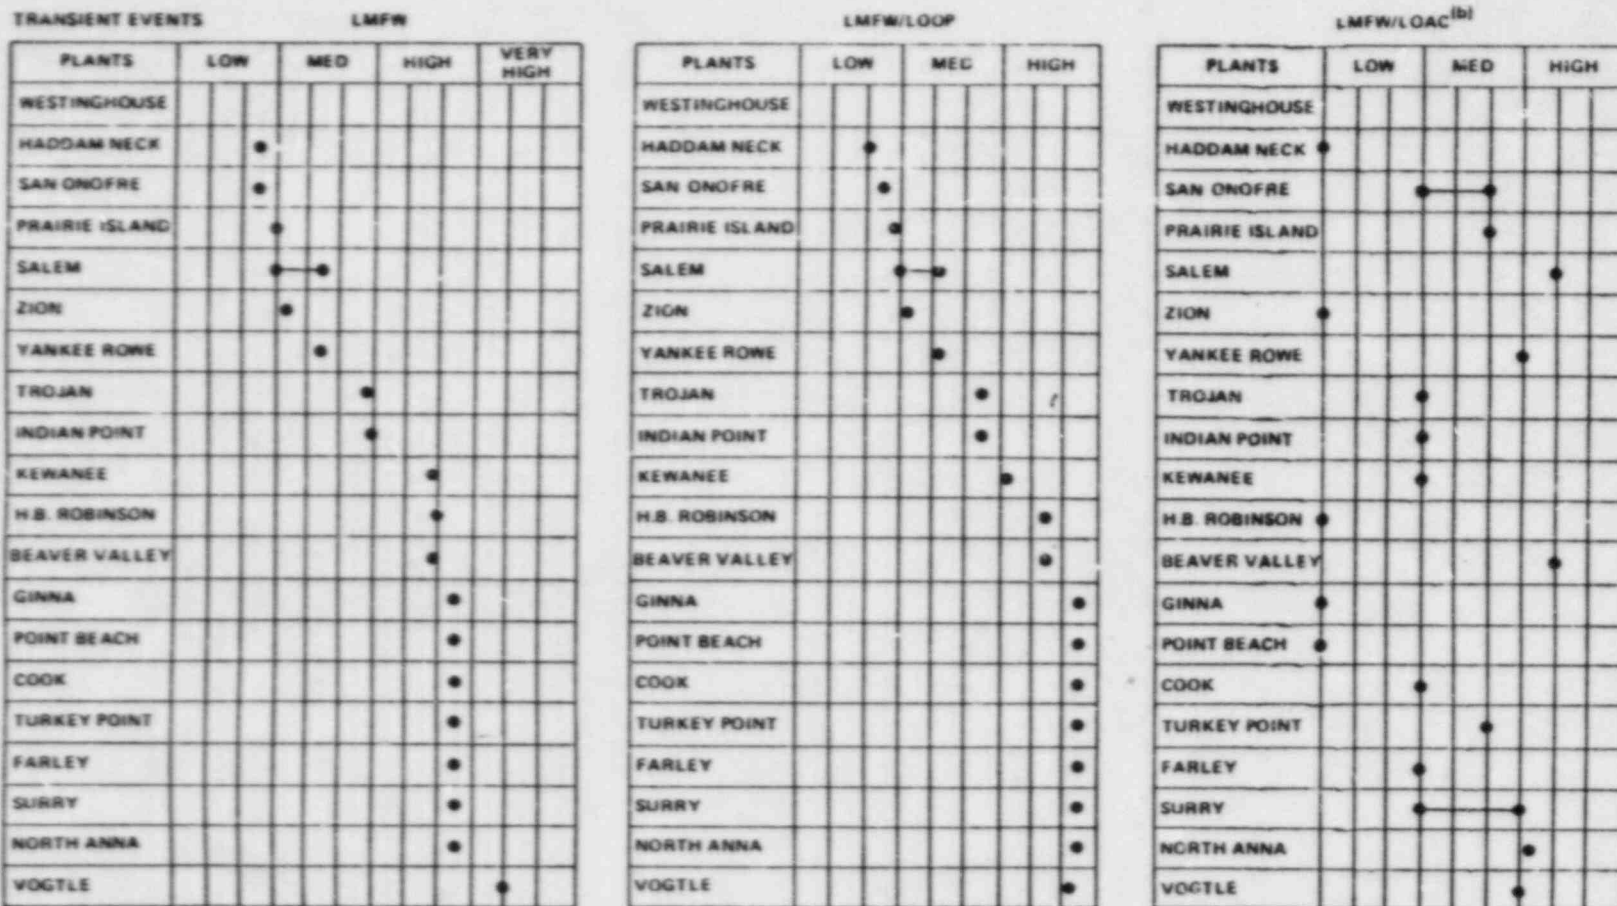 TRANSIENT EVENTS LMFW
PLANTS LOW MED HIGH VERY HIGH
WESTINGHOUSE
HADDAM NECK
SAN ONOFRE
PRAIRIE ISLAND
SALEM
ZION
YANKEE ROWE
TROJAN
INDIAN POINT
KEWANEE
H.B. ROBINSON
BEAVER VALLEY
GINNA
POINT BEACH
COOK
TURKEY POINT
FARLEY
SURRY
NORTH ANNA
VOGTLE
LMFW/LOOP
PLANTS LOW MED HIGH
WESTINGHOUSE
HADDAM NECK
SAN ONOFRE
PRAIRIE ISLAND
SALEM
ZION
YANKEE ROWE
TROJAN
INDIAN POINT
KEWANEE
H.B. ROBINSON
BEAVER VALLEY
GINNA
POINT BEACH
COOK
TURKEY POINT
FARLEY
SURRY
NORTH ANNA
VOGTLE
LMFW/LOAC(b)
PLANTS LOW MED HIGH
WESTINGHOUSE
HADDAM NECK
SAN ONOFRE
PRAIRIE ISLAND
SALEM
ZION
YANKEE ROWE
TROJAN
INDIAN POINT
KEWANEE
H.B. ROBINSON
BEAVER VALLEY
GINNA
POINT BEACH
COOK
TURKEY POINT
FARLEY
SURRY
NORTH ANNA
VOGTLE